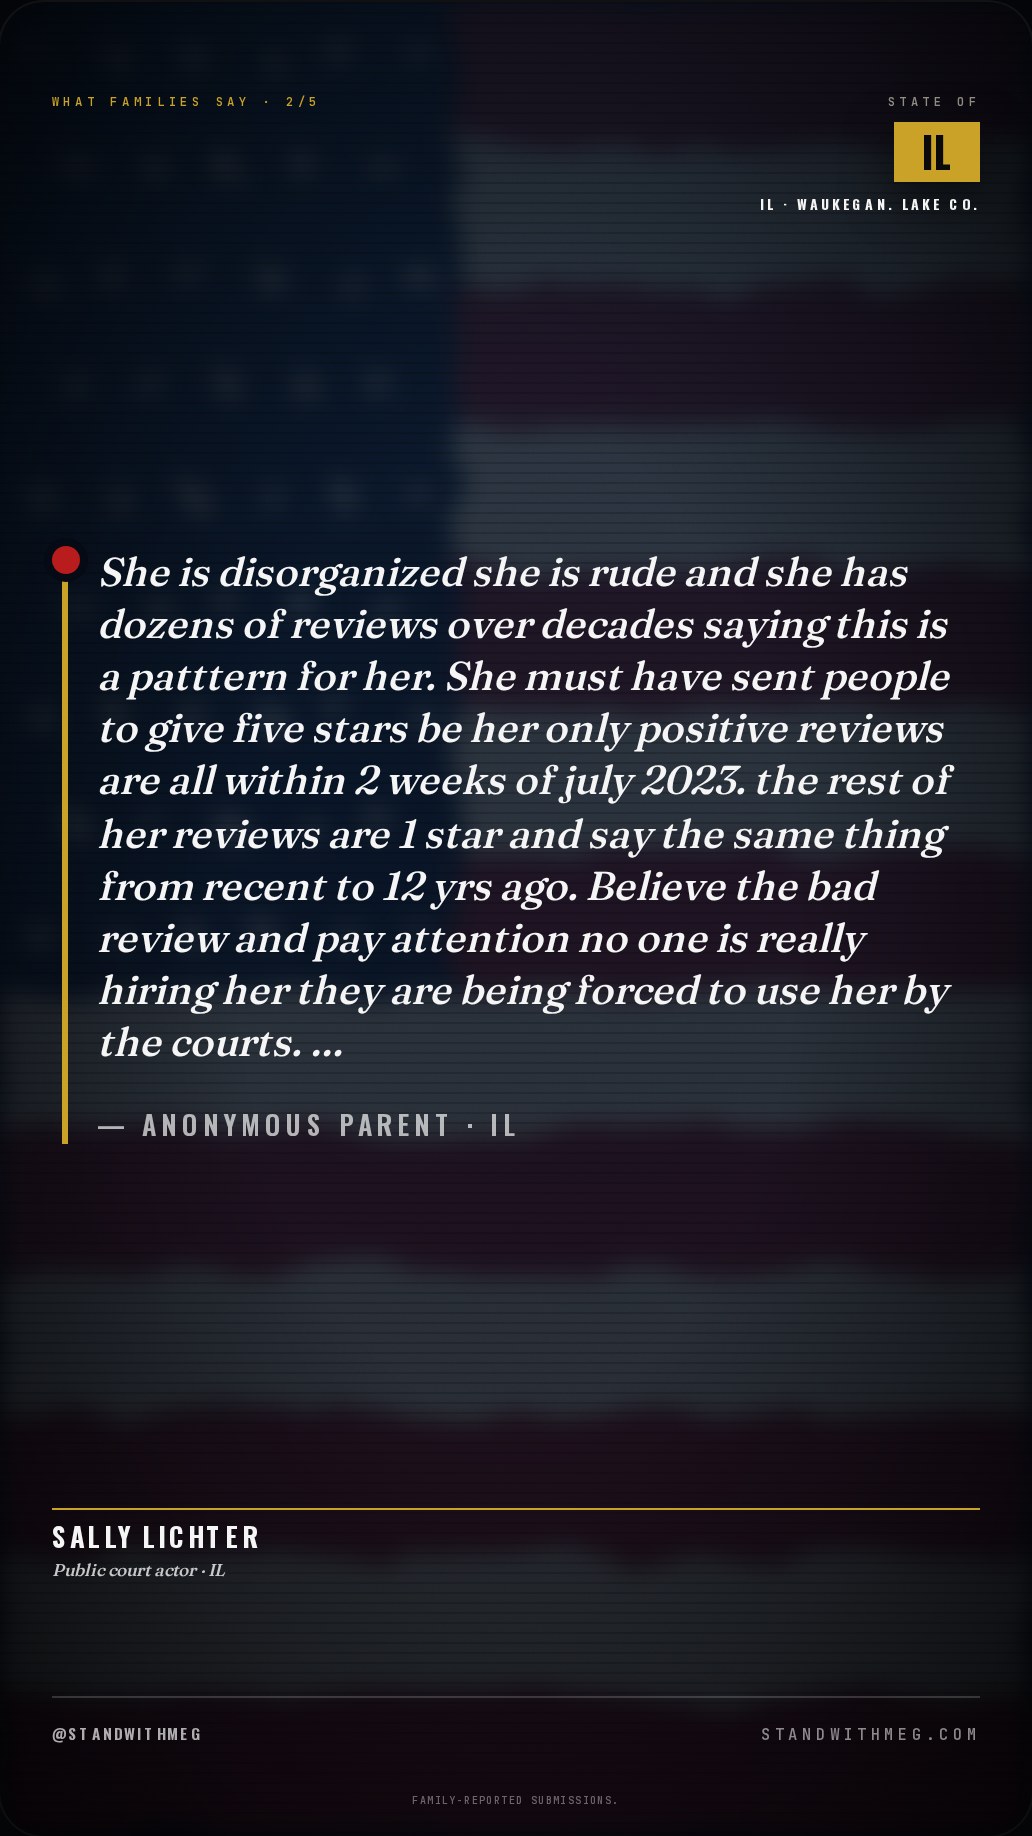 WHAT FAMILIES SAY · 2/5
STATE OF
IL
IL · WAUKEGAN. LAKE CO.
She is disorganized she is rude and she has
dozens of reviews over decades saying this is
a patttern for her. She must have sent people
to give five stars be her only positive reviews
are all within 2 weeks of july 2023. the rest of
her reviews are 1 star and say the same thing
from recent to 12 yrs ago. Believe the bad
review and pay attention no one is really
hiring her they are being forced to use her by
the courts. ...
— ANONYMOUS PARENT · IL
SALLY LICHTER
Public court actor · IL
@STANDWITHMEG
STANDWITHMEG.COM
FAMILY-REPORTED SUBMISSIONS.